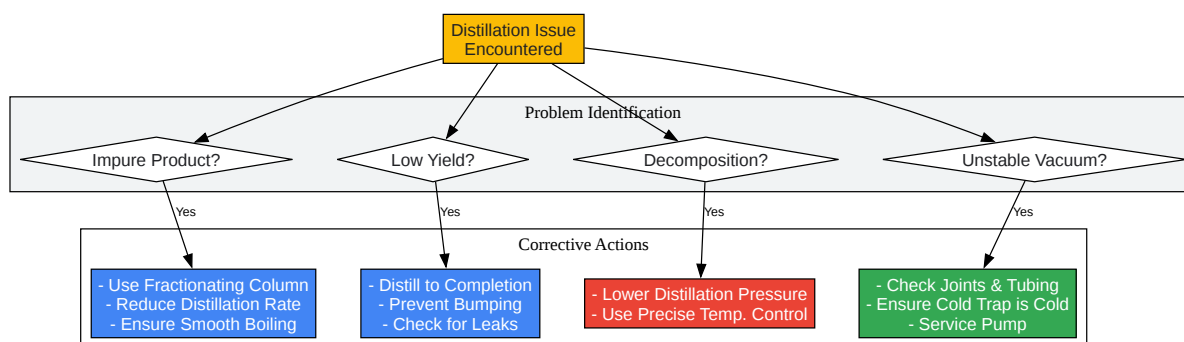 Distillation Issue
Encountered
Problem Identification
Impure Product?
Low Yield?
Decomposition?
Unstable Vacuum?
Yes
Yes
Yes
Yes
Corrective Actions
- Use Fractionating Column
- Reduce Distillation Rate
- Ensure Smooth Boiling
- Distill to Completion
- Prevent Bumping
- Check for Leaks
- Lower Distillation Pressure
- Use Precise Temp. Control
- Check Joints & Tubing
- Ensure Cold Trap is Cold
- Service Pump